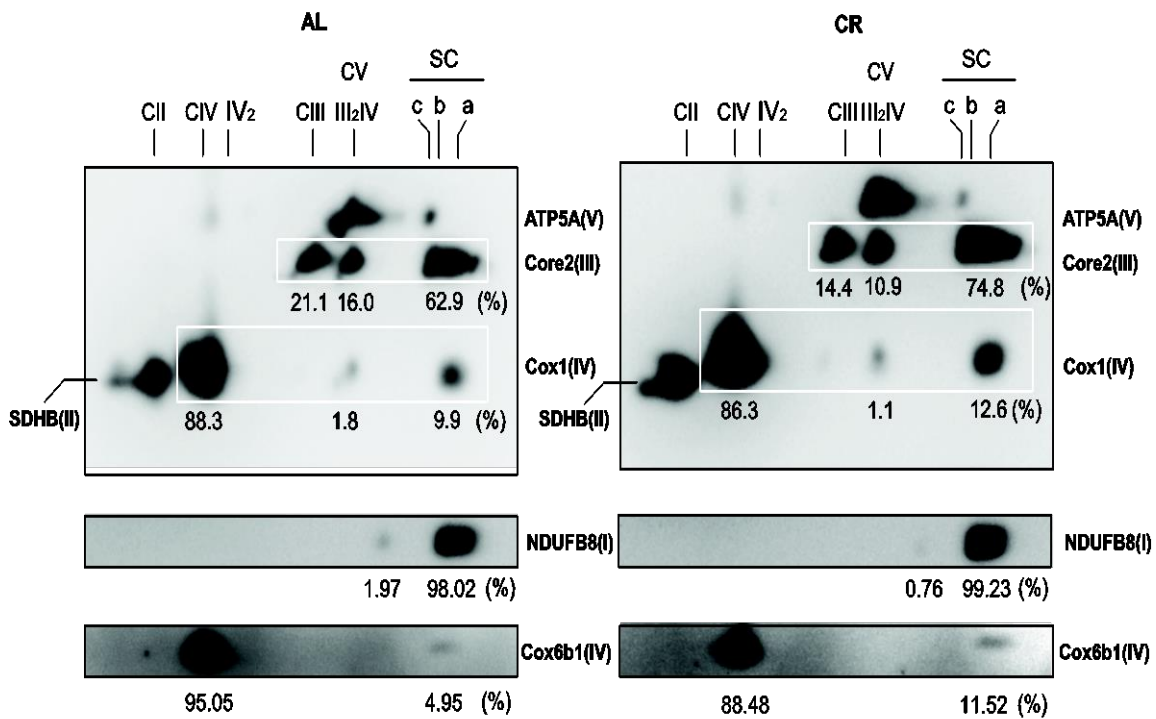 AL
CR
SC
SC
CV
CV
c b a
c b a
CII CIV IV₂ CIII III₂IV
CII CIV IV₂ CIII III₂IV
ATP5A(V)
ATP5A(V)
Core2(III)
Core2(III)
21.1 16.0 62.9 (%)
14.4 10.9 74.8 (%)
Cox1(IV)
Cox1(IV)
SDHB(II)
SDHB(II)
88.3 1.8 9.9 (%)
86.3 1.1 12.6 (%)
NDUFB8(I)
NDUFB8(I)
1.97 98.02 (%)
0.76 99.23 (%)
Cox6b1(IV)
Cox6b1(IV)
95.05 4.95 (%)
88.48 11.52 (%)